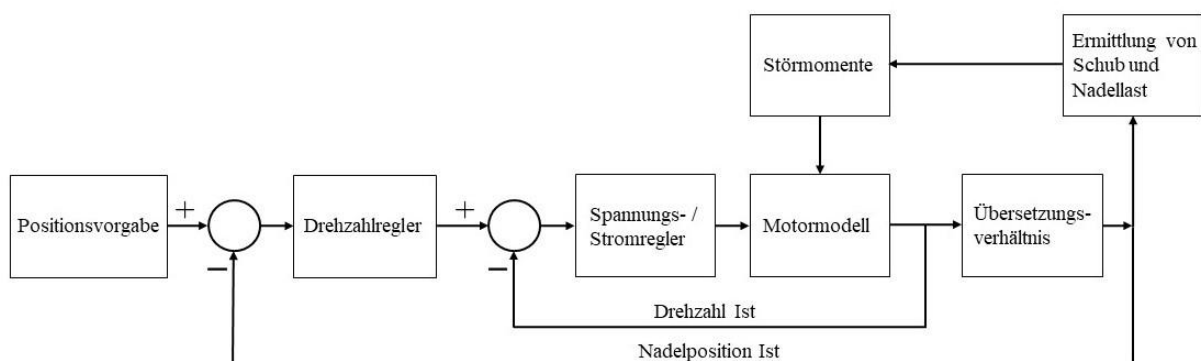 Störmomente
Ermittlung von
Schub und
Nadellast
Positionsvorgabe
+
−
Drehzahlregler
+
−
Spannungs- /
Stromregler
Motormodell
Übersetzungs-
verhältnis
Drehzahl Ist
Nadelposition Ist